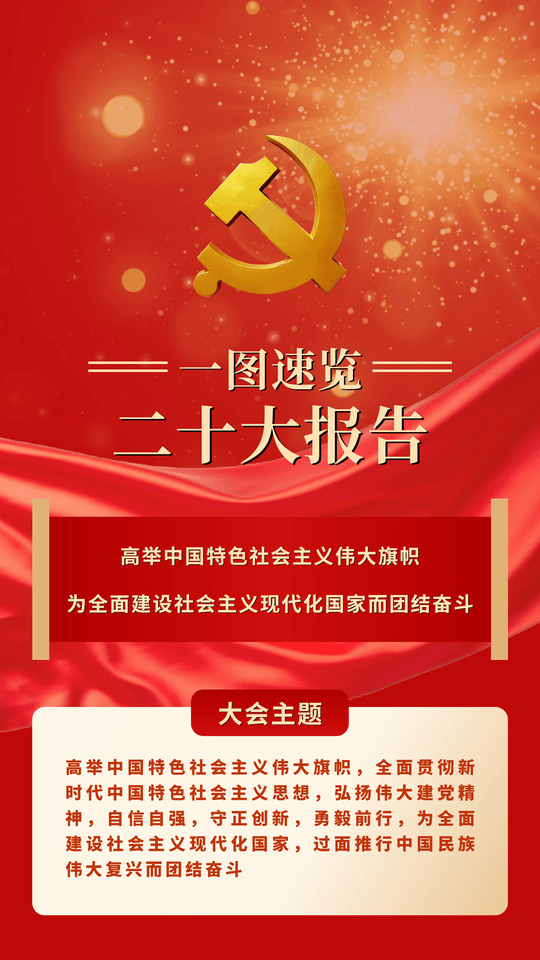 一图速览
二十大报告
高举中国特色社会主义伟大旗帜
为全面建设社会主义现代化国家而团结奋斗
大会主题
高举中国特色社会主义伟大旗帜，全面贯彻新
时代中国特色社会主义思想，弘扬伟大建党精
神，自信自强，守正创新，勇毅前行，为全面
建设社会主义现代化国家，过面推行中国民族
伟大复兴而团结奋斗